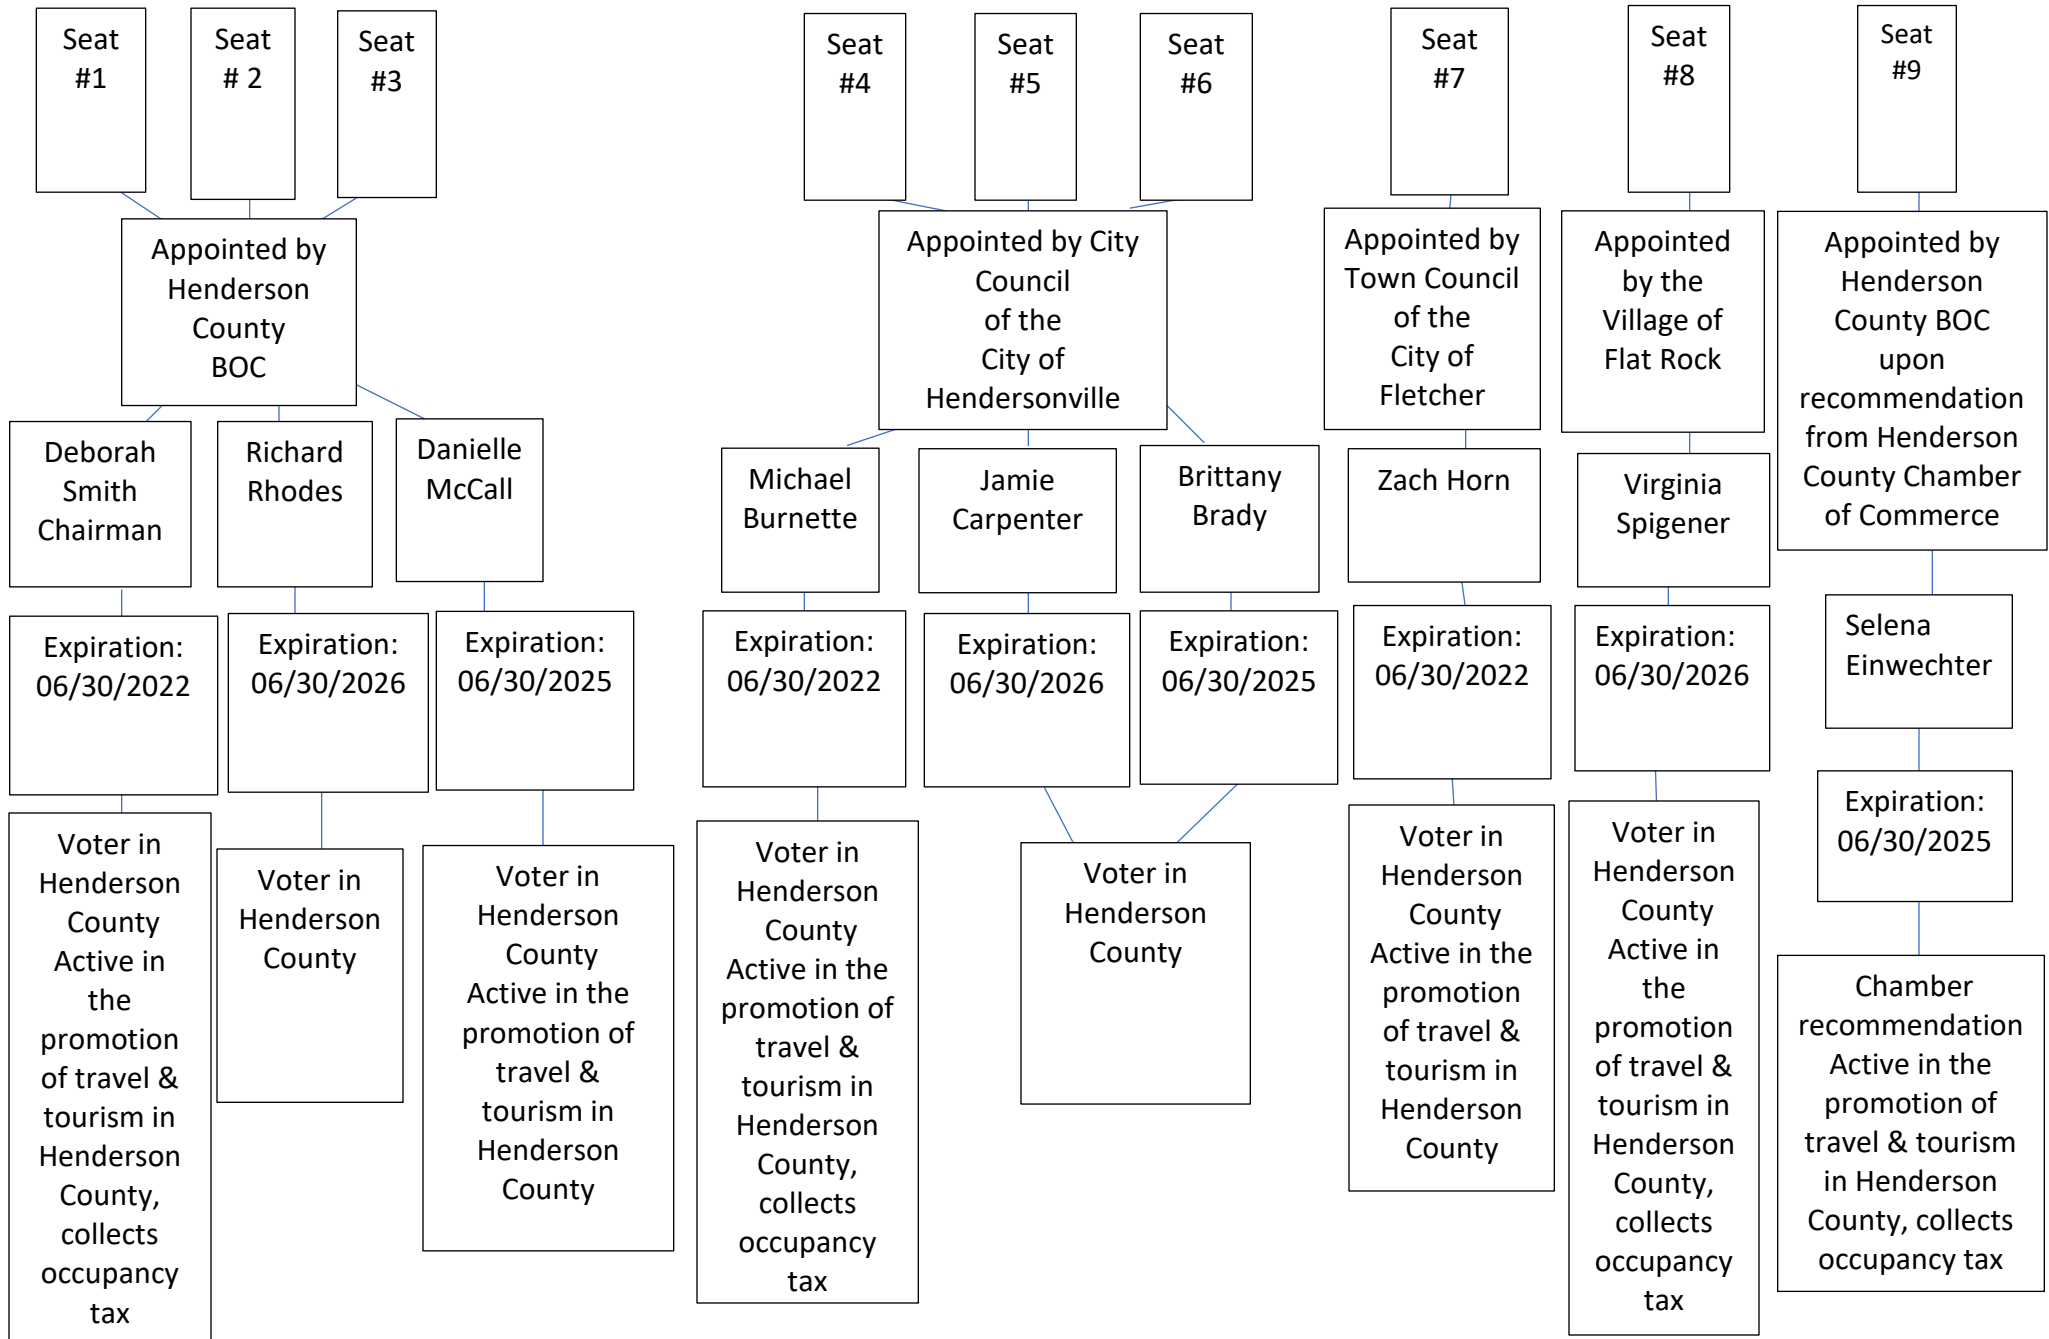 Seat
#1
Seat
# 2
Seat
#3
Seat
#4
Seat
#5
Seat
#6
Seat
#7
Seat
#8
Seat
#9
Appointed by
Henderson
County
BOC
Appointed by City
Council
of the
City of
Hendersonville
Appointed by
Town Council
of the
City of
Fletcher
Appointed
by the
Village of
Flat Rock
Appointed by
Henderson
County BOC
upon
recommendation
from Henderson
County Chamber
of Commerce
Deborah
Smith
Chairman
Richard
Rhodes
Danielle
McCall
Michael
Burnette
Jamie
Carpenter
Brittany
Brady
Zach Horn
Virginia
Spigener
Selena
Einwechter
Expiration:
06/30/2022
Expiration:
06/30/2026
Expiration:
06/30/2025
Expiration:
06/30/2022
Expiration:
06/30/2026
Expiration:
06/30/2025
Expiration:
06/30/2022
Expiration:
06/30/2026
Expiration:
06/30/2025
Voter in
Henderson
County
Active in
the
promotion
of travel &
tourism in
Henderson
County,
collects
occupancy
tax
Voter in
Henderson
County
Voter in
Henderson
County
Active in the
promotion of
travel &
tourism in
Henderson
County
Voter in
Henderson
County
Active in the
promotion of
travel &
tourism in
Henderson
County,
collects
occupancy
tax
Voter in
Henderson
County
Voter in
Henderson
County
Active in the
promotion
of travel &
tourism in
Henderson
County
Voter in
Henderson
County
Active in
the
promotion
of travel &
tourism in
Henderson
County,
collects
occupancy
tax
Chamber
recommendation
Active in the
promotion of
travel & tourism
in Henderson
County, collects
occupancy tax